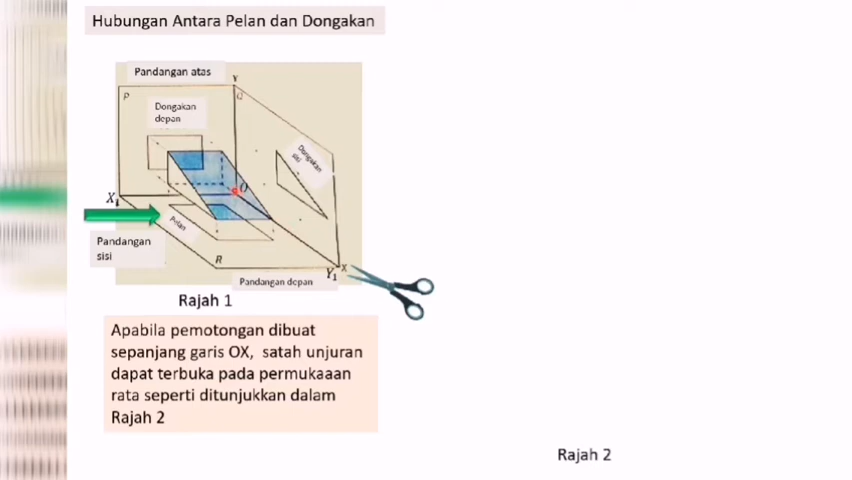 Hubungan Antara Pelan dan Dongakan
Pandangan atas
Y
P
Q
Dongakan
depan
Dongakan
sisi
O
X₁
Pelan
Pandangan
sisi
R
Y₁
X
Pandangan depan
Rajah 1
Apabila pemotongan dibuat
sepanjang garis OX, satah unjuran
dapat terbuka pada permukaaan
rata seperti ditunjukkan dalam
Rajah 2
Rajah 2